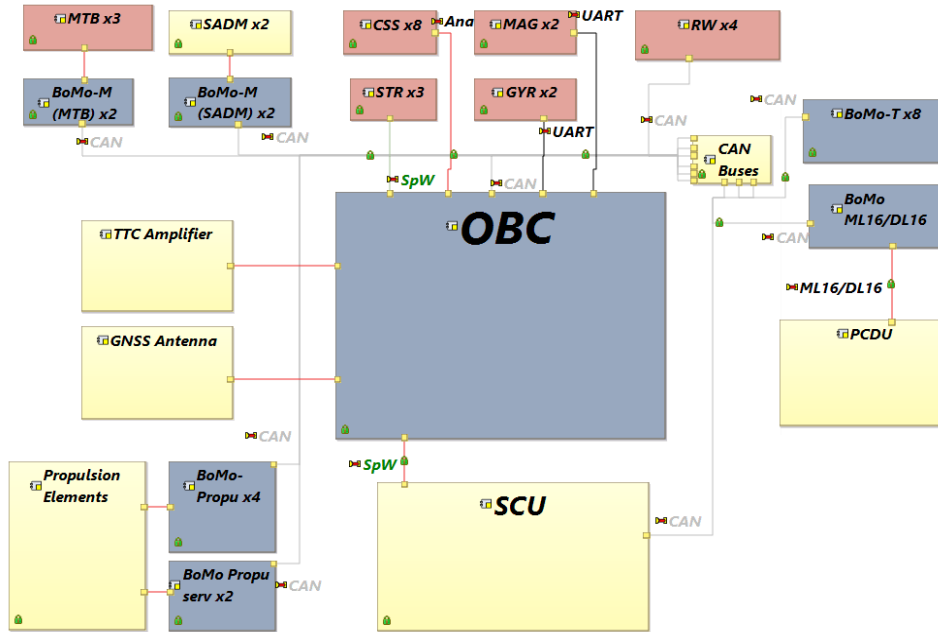 MTB x3
SADM x2
CSS x8
Ana
MAG x2
UART
RW x4
BoMo-M
(MTB) x2
BoMo-M
(SADM) x2
STR x3
GYR x2
CAN
BoMo-T x8
CAN
CAN
UART
CAN
CAN
Buses
SpW
CAN
BoMo
ML16/DL16
OBC
TTC Amplifier
CAN
ML16/DL16
GNSS Antenna
PCDU
CAN
SpW
Propulsion
Elements
BoMo-
Propu x4
SCU
CAN
BoMo Propu
serv x2
CAN